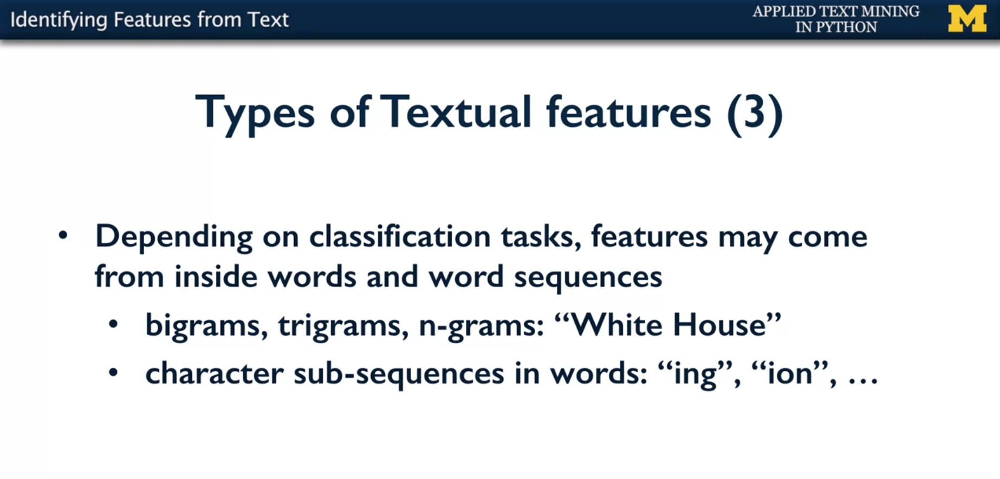 Identifying Features from Text
APPLIED TEXT MINING
IN PYTHON
M
Types of Textual features (3)
• Depending on classification tasks, features may come
from inside words and word sequences
• bigrams, trigrams, n-grams: “White House”
• character sub-sequences in words: “ing”, “ion”, …